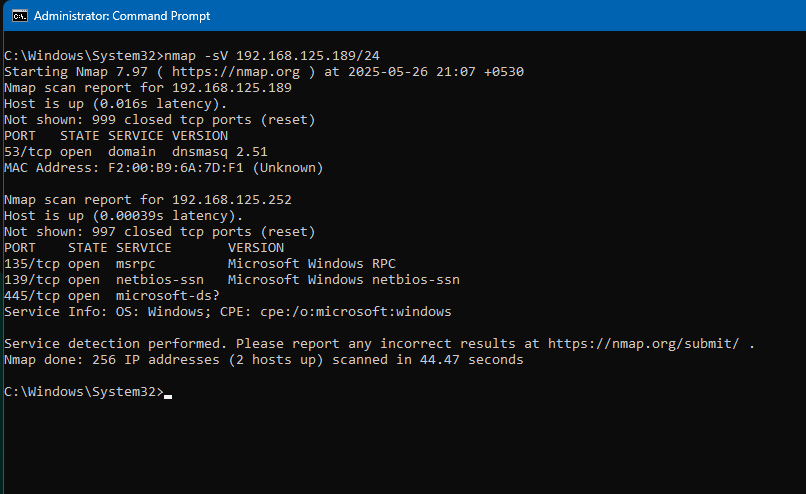 Administrator: Command Prompt
C:\Windows\System32>nmap -sV 192.168.125.189/24
Starting Nmap 7.97 ( https://nmap.org ) at 2025-05-26 21:07 +0530
Nmap scan report for 192.168.125.189
Host is up (0.016s latency).
Not shown: 999 closed tcp ports (reset)
PORT   STATE SERVICE VERSION
53/tcp open  domain  dnsmasq 2.51
MAC Address: F2:00:B9:6A:7D:F1 (Unknown)
Nmap scan report for 192.168.125.252
Host is up (0.00039s latency).
Not shown: 997 closed tcp ports (reset)
PORT    STATE SERVICE       VERSION
135/tcp open  msrpc         Microsoft Windows RPC
139/tcp open  netbios-ssn   Microsoft Windows netbios-ssn
445/tcp open  microsoft-ds?
Service Info: OS: Windows; CPE: cpe:/o:microsoft:windows
Service detection performed. Please report any incorrect results at https://nmap.org/submit/ .
Nmap done: 256 IP addresses (2 hosts up) scanned in 44.47 seconds
C:\Windows\System32>